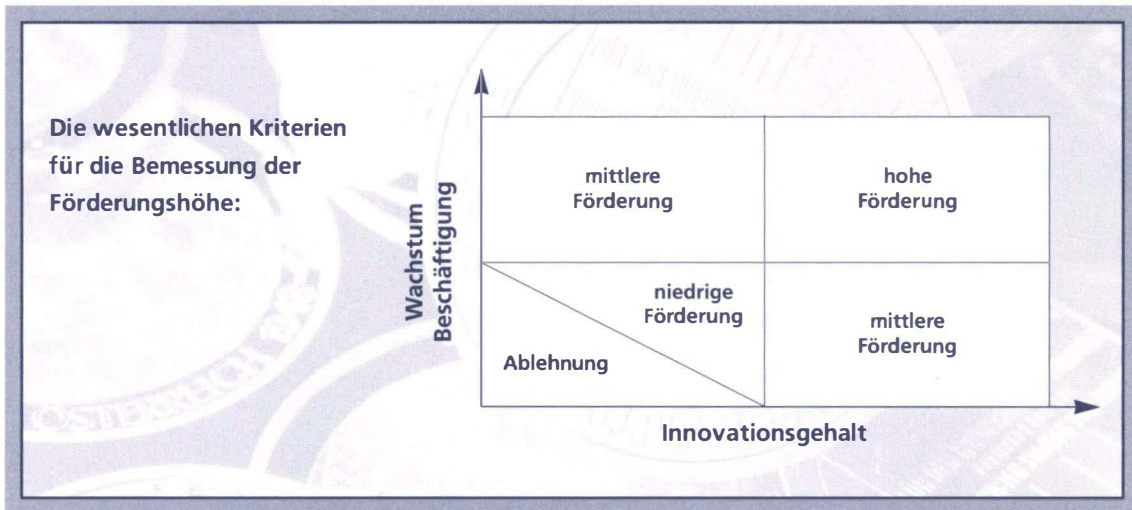 Die wesentlichen Kriterien
für die Bemessung der
Förderungshöhe:
Wachstum
Beschäftigung
mittlere
Förderung
hohe
Förderung
niedrige
Förderung
Ablehnung
mittlere
Förderung
Innovationsgehalt
ÖSTERREICH